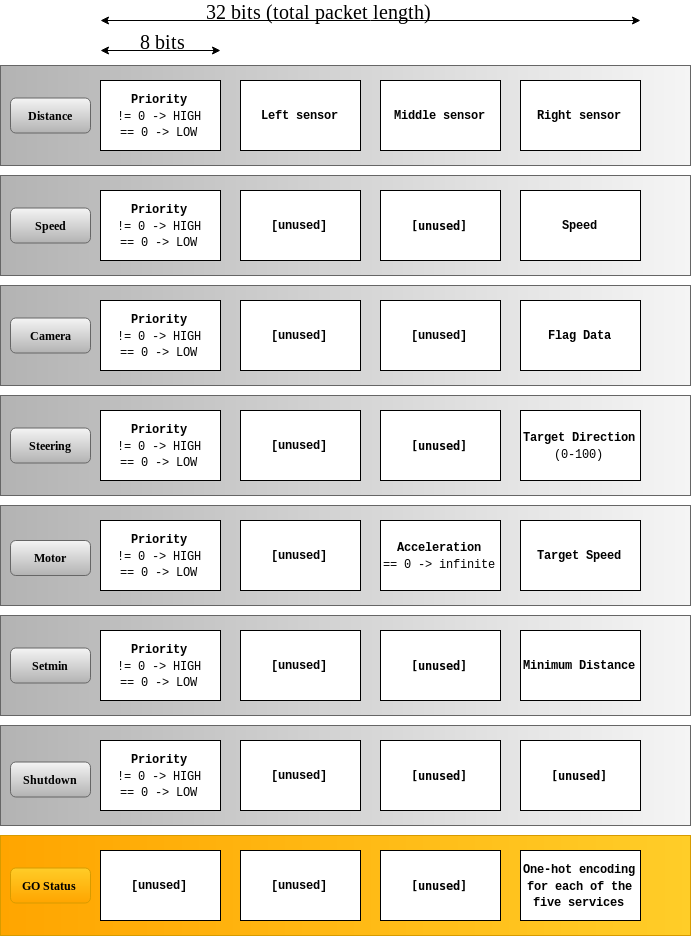 32 bits (total packet length)
8 bits
Distance
Priority
!= 0 -> HIGH
== 0 -> LOW
Left sensor
Middle sensor
Right sensor
Speed
Priority
!= 0 -> HIGH
== 0 -> LOW
[unused]
[unused]
Speed
Camera
Priority
!= 0 -> HIGH
== 0 -> LOW
[unused]
[unused]
Flag Data
Steering
Priority
!= 0 -> HIGH
== 0 -> LOW
[unused]
[unused]
Target Direction
(0-100)
Motor
Priority
!= 0 -> HIGH
== 0 -> LOW
[unused]
Acceleration
== 0 -> infinite
Target Speed
Setmin
Priority
!= 0 -> HIGH
== 0 -> LOW
[unused]
[unused]
Minimum Distance
Shutdown
Priority
!= 0 -> HIGH
== 0 -> LOW
[unused]
[unused]
[unused]
GO Status
[unused]
[unused]
[unused]
One-hot encoding
for each of the
five services